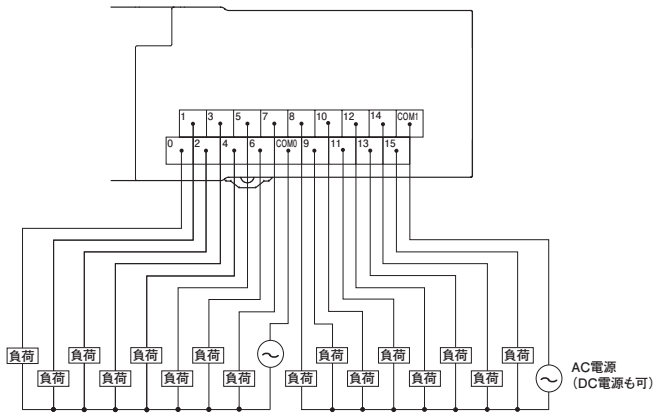 1 3 5 7 8 10 12 14 COM1
0 2 4 6 COM0 9 11 13 15
負荷 負荷 負荷 負荷 負荷 負荷 負荷 負荷
負荷 負荷 負荷 負荷 負荷 負荷 負荷 負荷
AC電源
（DC電源も可）